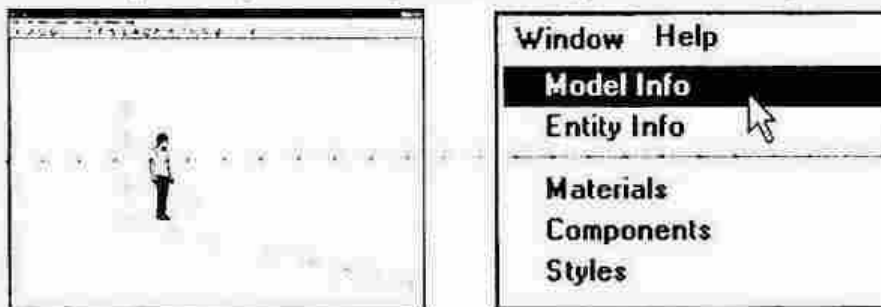 Window Help
Model Info
Entity Info
Materials
Components
Styles